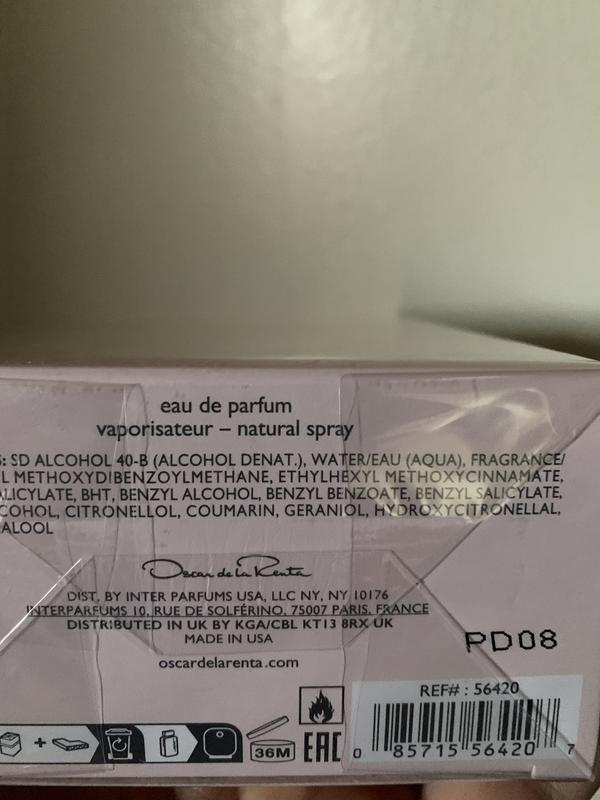 eau de parfum
vaporisateur – natural spray
: SD ALCOHOL 40-B (ALCOHOL DENAT.), WATER/EAU (AQUA), FRAGRANCE/
L METHOXYDIBENZOYLMETHANE, ETHYLHEXYL METHOXYCINNAMATE,
ALICYLATE, BHT, BENZYL ALCOHOL, BENZYL BENZOATE, BENZYL SALICYLATE,
COHOL, CITRONELLOL, COUMARIN, GERANIOL, HYDROXYCITRONELLAL,
ALOOL
Oscar de la Renta
DIST. BY INTER PARFUMS USA, LLC NY, NY 10176
INTERPARFUMS 10, RUE DE SOLFÉRINO, 75007 PARIS, FRANCE
DISTRIBUTED IN UK BY KGA/CBL KT13 8RX UK
MADE IN USA
oscardelarenta.com
PD08
REF# : 56420
+
36M
EAC
0 85715 56420 7